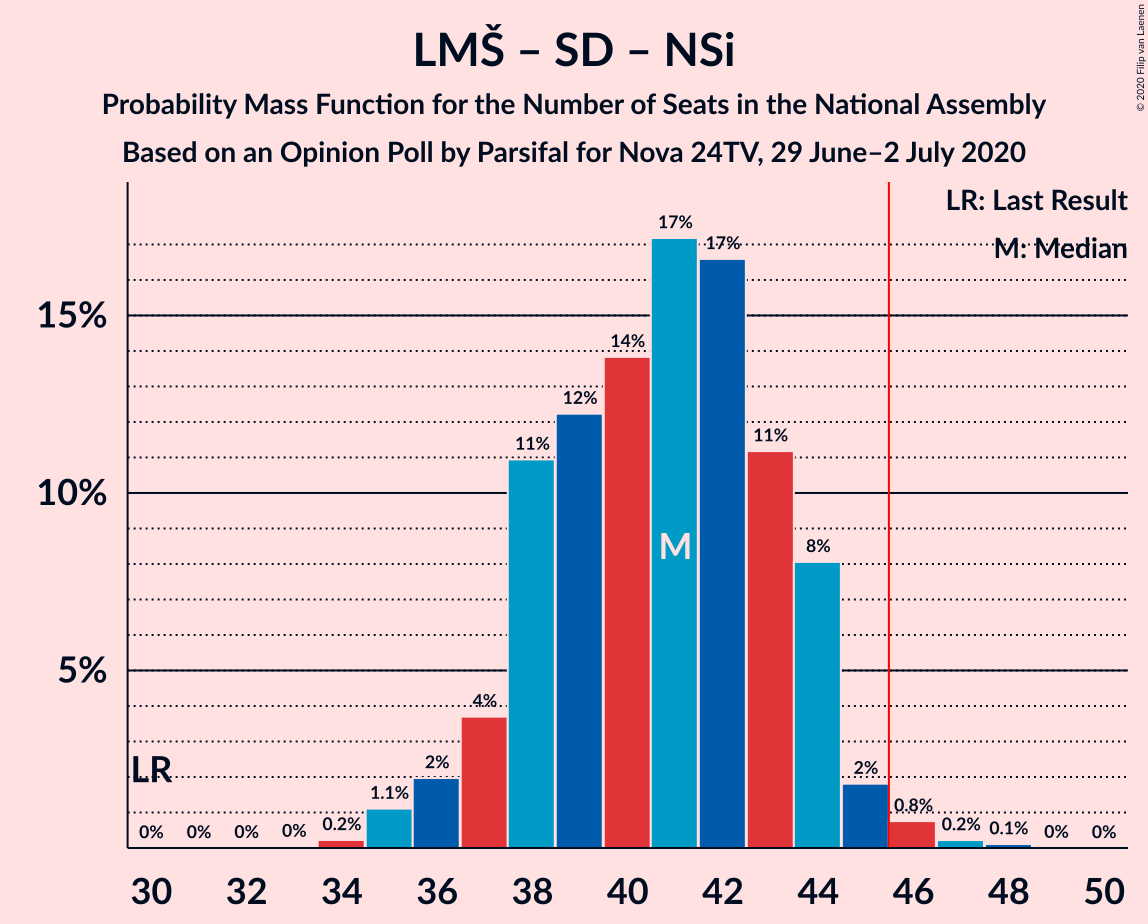 LMŠ – SD – NSi
Probability Mass Function for the Number of Seats in the National Assembly
Based on an Opinion Poll by Parsifal for Nova 24TV, 29 June–2 July 2020
© 2020 Filip van Laenen
LR: Last Result
M: Median
17%
17%
15%
14%
12%
11%
11%
10%
M
8%
5%
4%
LR
2%
2%
1.1%
0.8%
0% 0% 0% 0% 0.2% 0.2% 0.1% 0% 0%
30 32 34 36 38 40 42 44 46 48 50